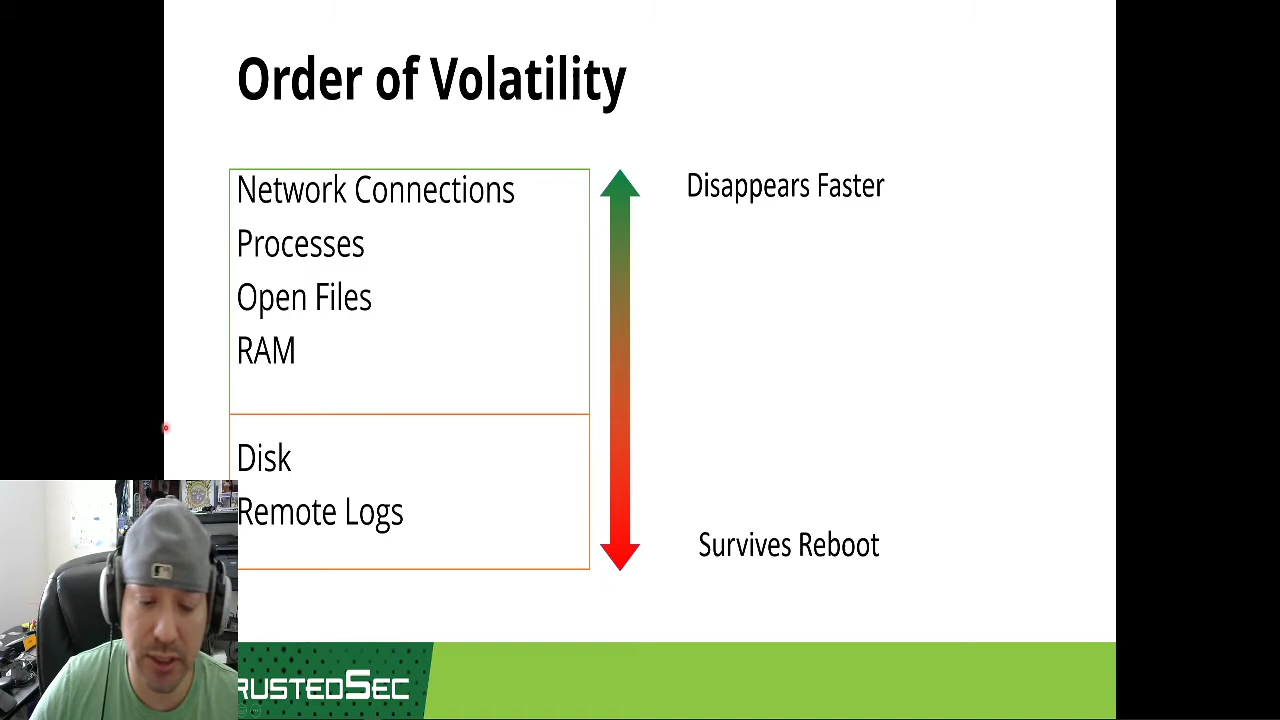 Order of Volatility
Network Connections
Disappears Faster
Processes
Open Files
RAM
Disk
Remote Logs
Survives Reboot
RUSTEDSEC